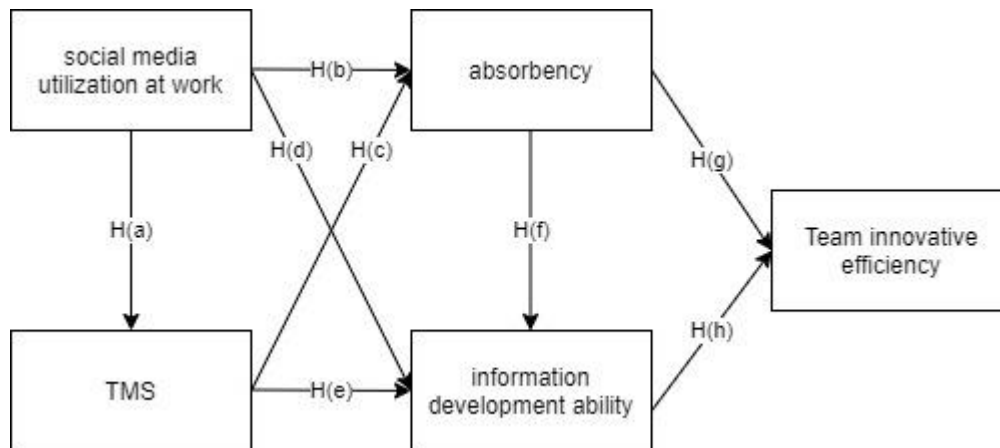 social media
utilization at work
H(b)
absorbency
H(d)
H(c)
H(g)
H(a)
H(f)
Team innovative
efficiency
H(h)
TMS
H(e)
information
development ability